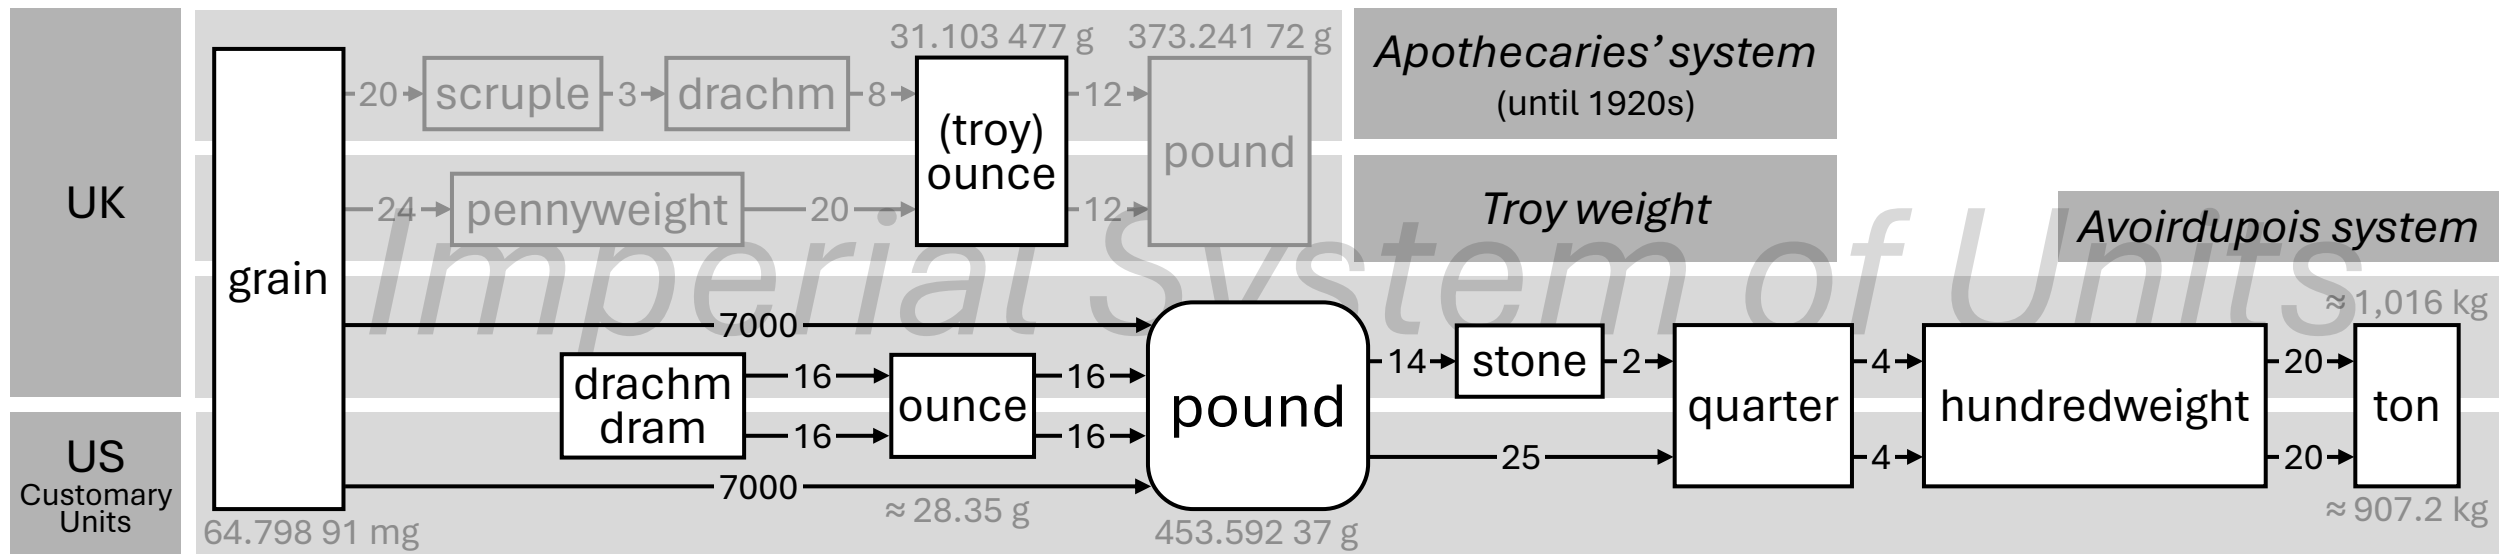 31.103 477 g 373.241 72 g
Apothecaries’ system
(until 1920s)
20 scruple 3 drachm 8 (troy) ounce 12 pound
UK
24 pennyweight 20 12
Troy weight
Avoirdupois system
Imperial System of Units
grain
≈ 1,016 kg
7000
drachm
dram
16 ounce 16 pound 14 stone 2 quarter 4 hundredweight 20 ton
16 16
US
Customary
Units
25 4 20
7000
≈ 28.35 g
≈ 907.2 kg
64.798 91 mg
453.592 37 g